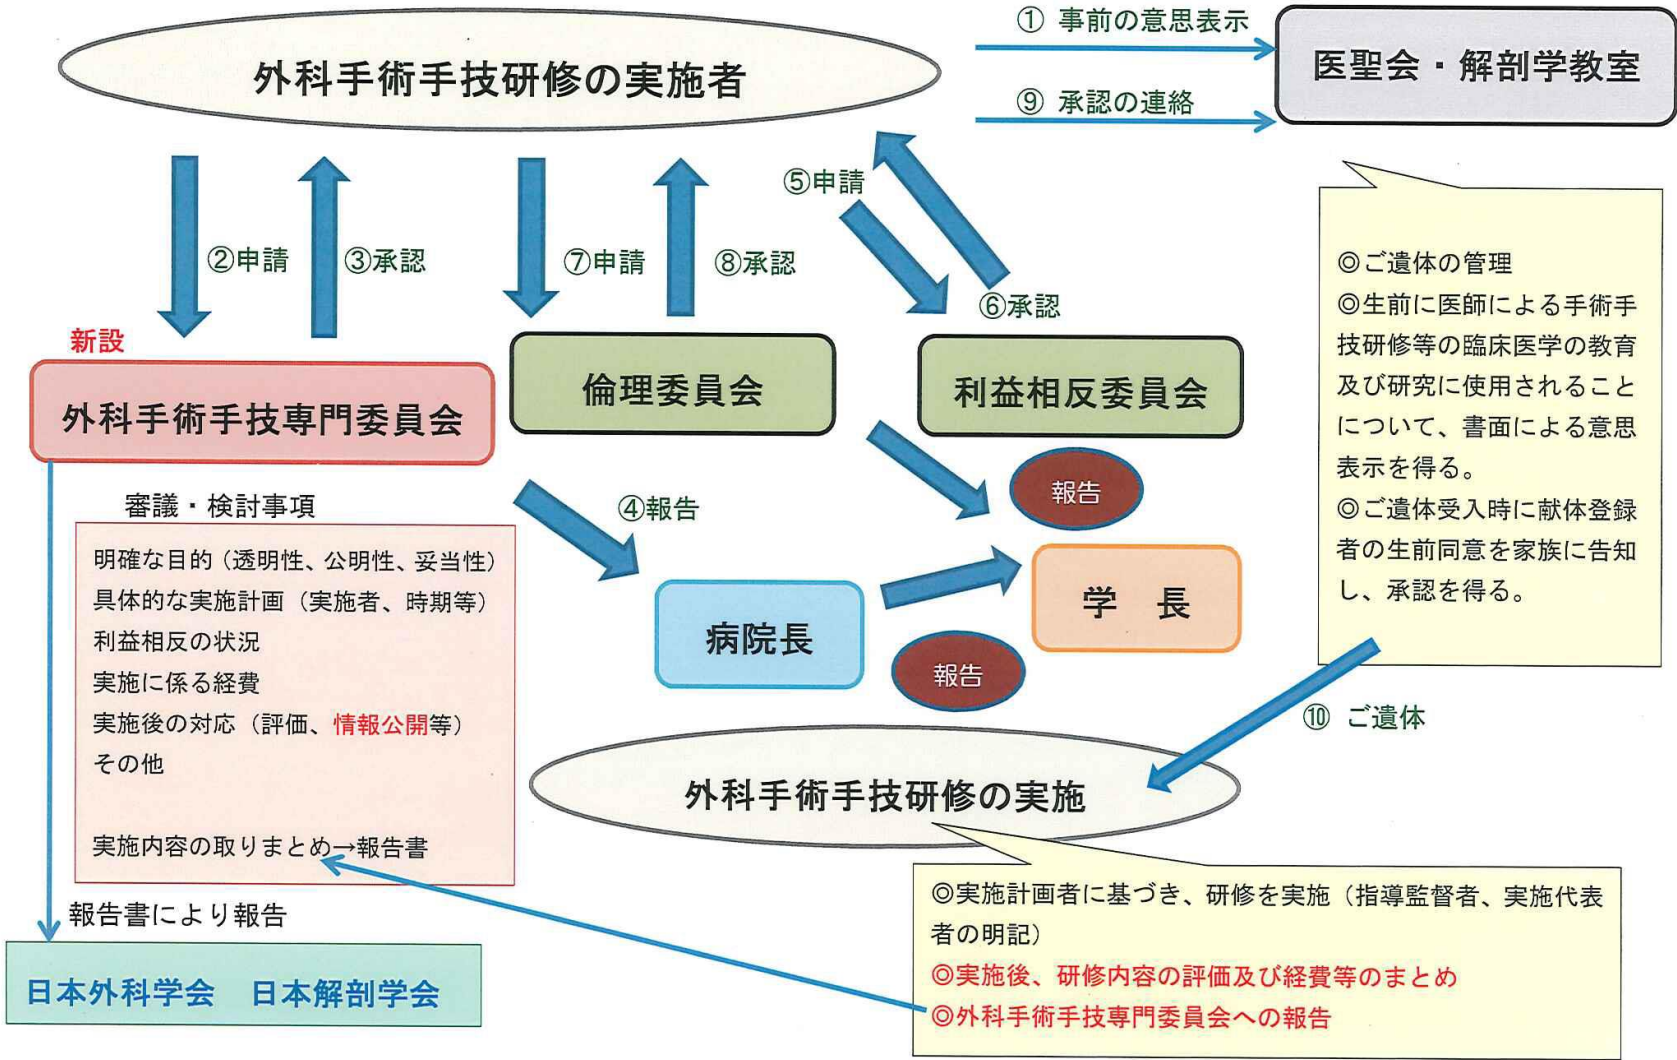 ① 事前の意思表示
外科手術手技研修の実施者
医聖会・解剖学教室
⑨ 承認の連絡
②申請
③承認
⑦申請
⑧承認
⑤申請
⑥承認
新設
外科手術手技専門委員会
倫理委員会
利益相反委員会
◎ご遺体の管理
◎生前に医師による手術手
技研修等の臨床医学の教育
及び研究に使用されること
について、書面による意思
表示を得る。
◎ご遺体受入時に献体登録
者の生前同意を家族に告知
し、承認を得る。
審議・検討事項
明確な目的（透明性、公明性、妥当性）
具体的な実施計画（実施者、時期等）
利益相反の状況
実施に係る経費
実施後の対応（評価、情報公開等）
その他
実施内容の取りまとめ→報告書
④報告
報告
病院長
学　長
報告
⑩ ご遺体
外科手術手技研修の実施
報告書により報告
日本外科学会　日本解剖学会
◎実施計画者に基づき、研修を実施（指導監督者、実施代表
者の明記）
◎実施後、研修内容の評価及び経費等のまとめ
◎外科手術手技専門委員会への報告